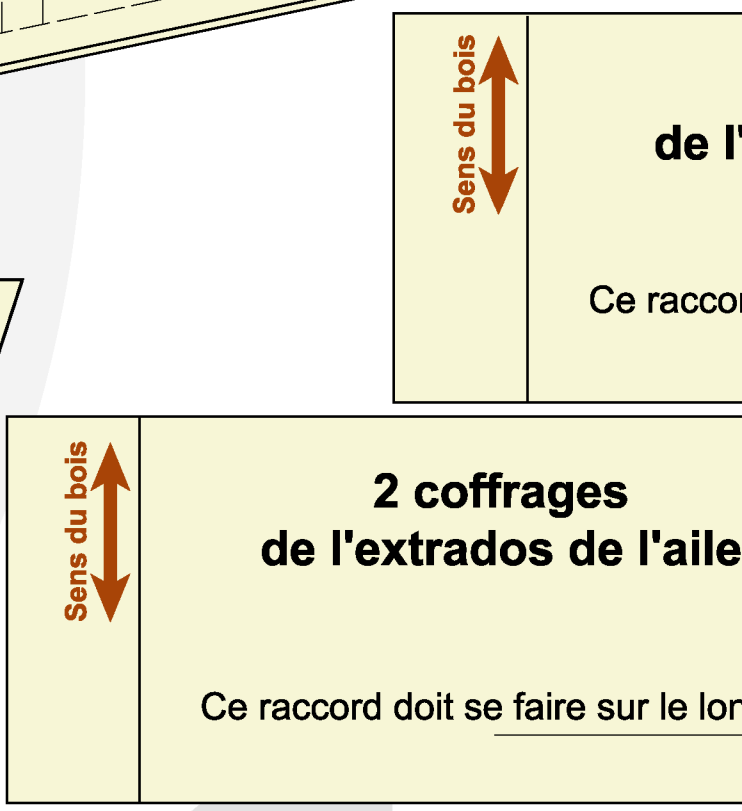 Sens du bois
de l'
Ce raccor
Sens du bois
2 coffrages
de l'extrados de l'aile
Ce raccord doit se faire sur le lon